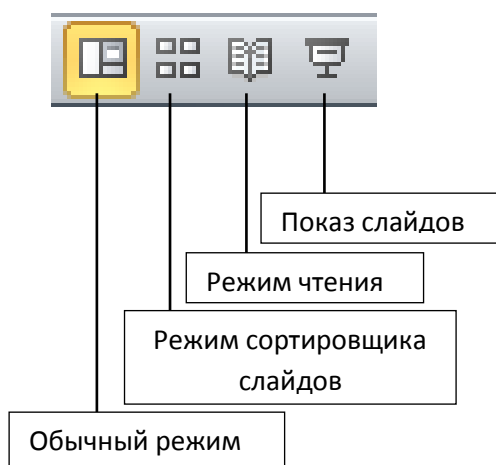 Показ слайдов
Режим чтения
Режим сортировщика
слайдов
Обычный режим